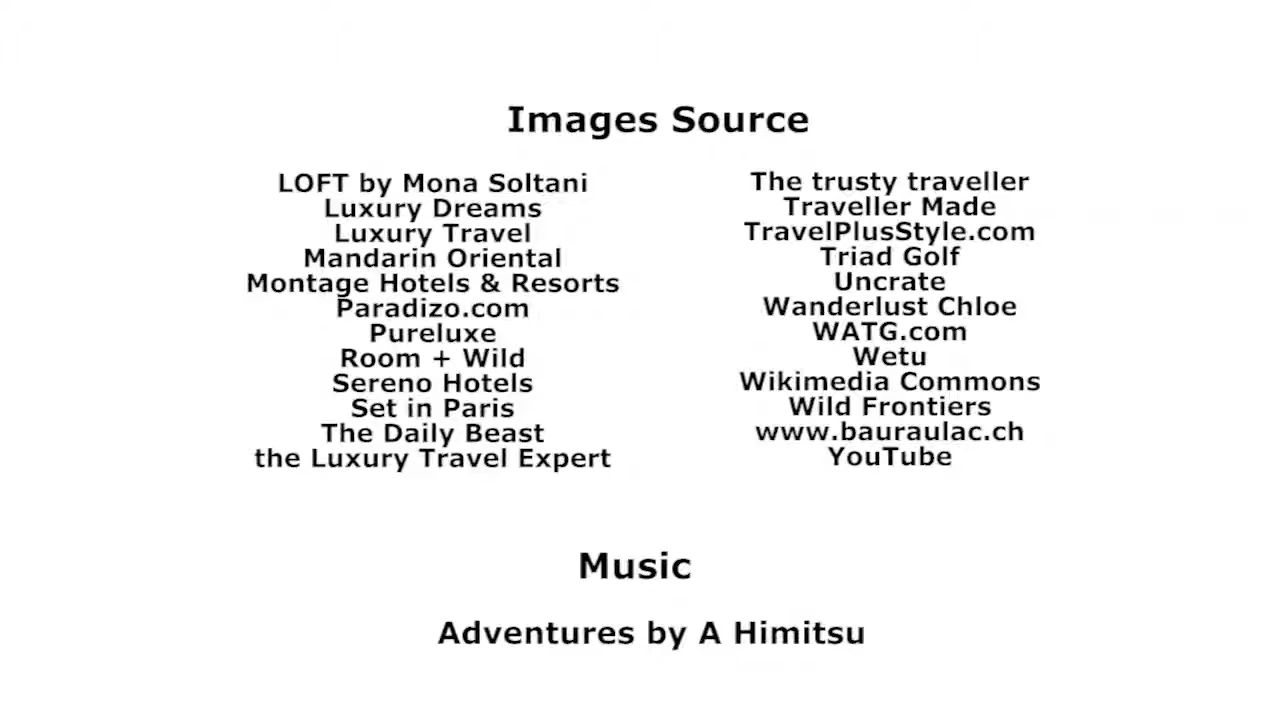 Images Source
LOFT by Mona Soltani
Luxury Dreams
Luxury Travel
Mandarin Oriental
Montage Hotels & Resorts
Paradizo.com
Pureluxe
Room + Wild
Sereno Hotels
Set in Paris
The Daily Beast
the Luxury Travel Expert
The trusty traveller
Traveller Made
TravelPlusStyle.com
Triad Golf
Uncrate
Wanderlust Chloe
WATG.com
Wetu
Wikimedia Commons
Wild Frontiers
www.bauraulac.ch
YouTube
Music
Adventures by A Himitsu